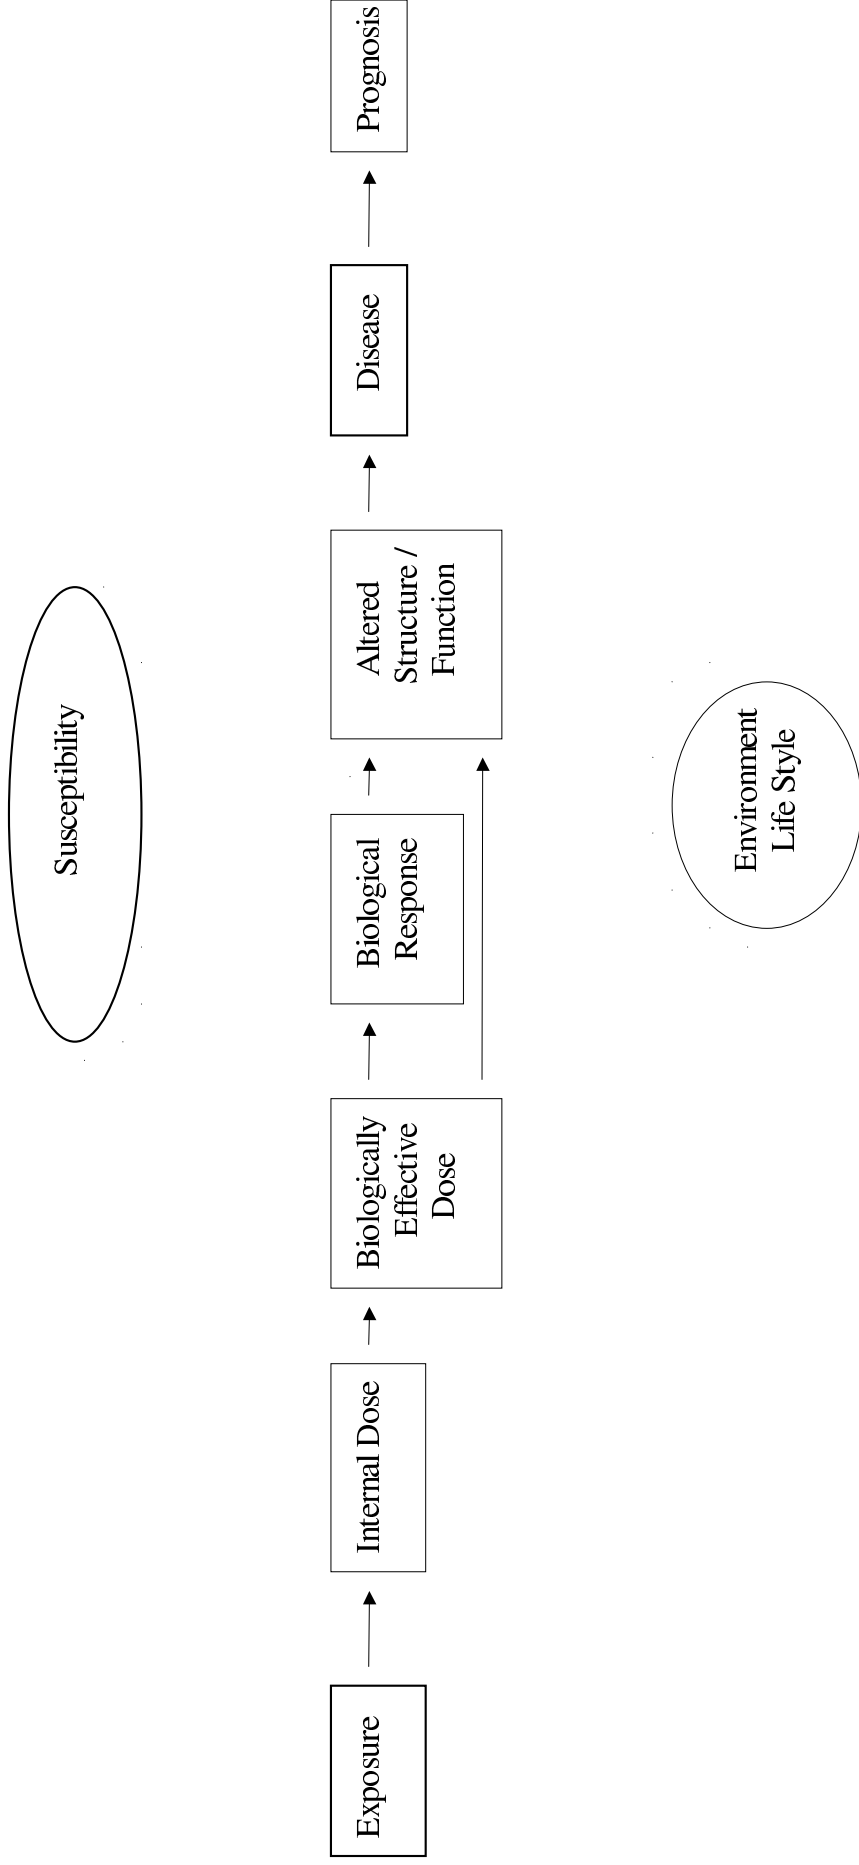 Susceptibility
Exposure
Internal Dose
Biologically
Effective
Dose
Biological
Response
Altered
Structure /
Function
Disease
Prognosis
Environment
Life Style